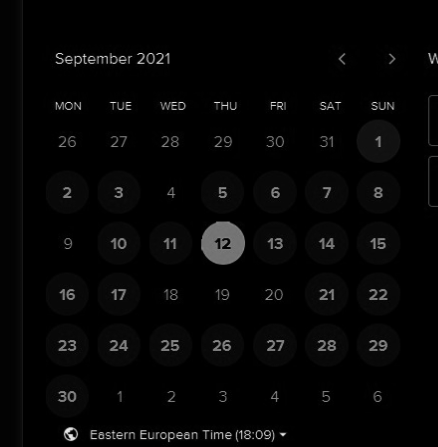 September 2021
W
MON TUE WED THU FRI SAT SUN
26 27 28 29 30 31 1
2 3 4 5 6 7 8
9 10 11 12 13 14 15
16 17 18 19 20 21 22
23 24 25 26 27 28 29
30 1 2 3 4 5 6
Eastern European Time (18:09)